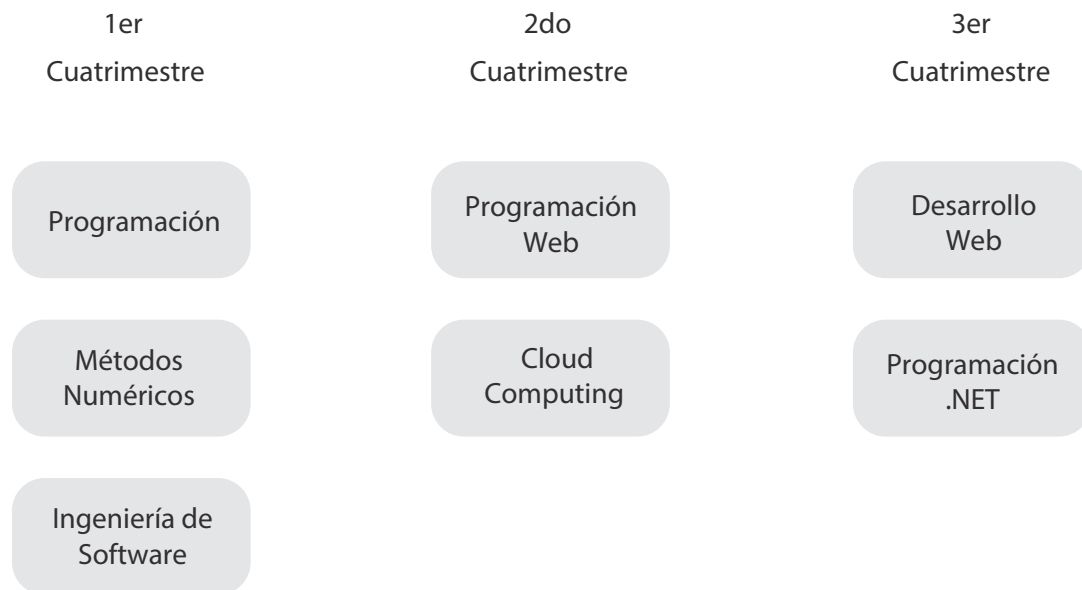 1er
Cuatrimestre
2do
Cuatrimestre
3er
Cuatrimestre
Programación
Programación
Web
Desarrollo
Web
Métodos
Numéricos
Cloud
Computing
Programación
.NET
Ingeniería de
Software